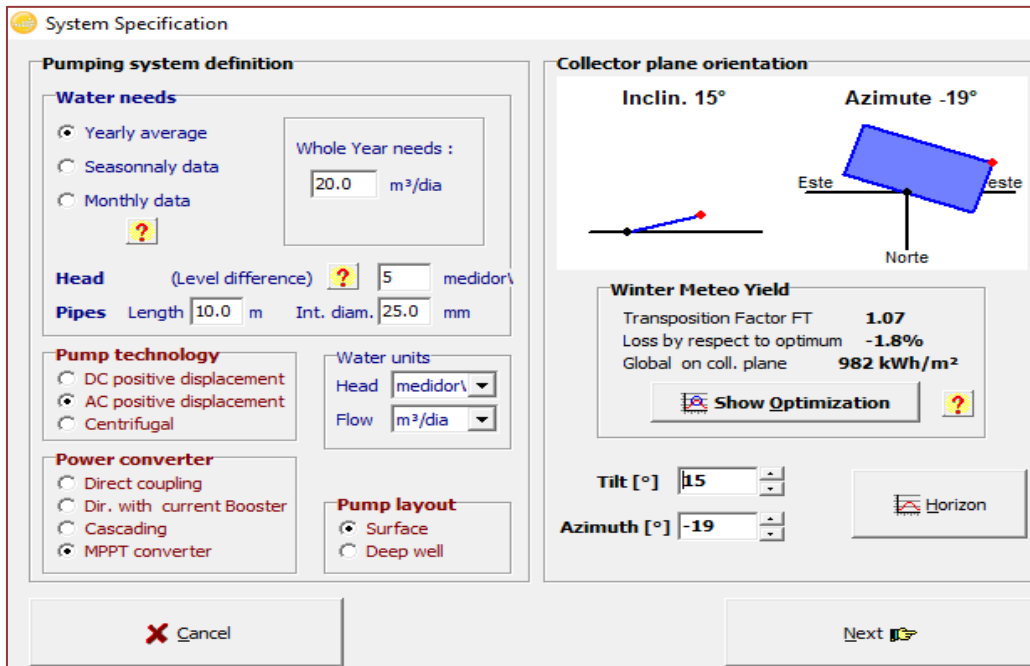 System Specification
Pumping system definition
Water needs
Yearly average
Seasonnaly data
Monthly data
?
Whole Year needs :
20.0 m³/dia
Head (Level difference) ? 5 medidor\
Pipes Length 10.0 m Int. diam. 25.0 mm
Pump technology
DC positive displacement
AC positive displacement
Centrifugal
Water units
Head medidor\
Flow m³/dia
Power converter
Direct coupling
Dir. with current Booster
Cascading
MPPT converter
Pump layout
Surface
Deep well
Collector plane orientation
Inclin. 15° Azimute -19°
Este este
Norte
Winter Meteo Yield
Transposition Factor FT 1.07
Loss by respect to optimum -1.8%
Global on coll. plane 982 kWh/m²
Show Optimization ?
Tilt [°] 15
Azimuth [°] -19
Horizon
Cancel
Next